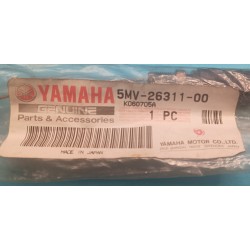 YAMAHA 5MV-26311-00
GENUINE K060705A
Parts & Accessories 1 PC
MADE IN JAPAN
YAMAHA MOTOR CO., LTD.